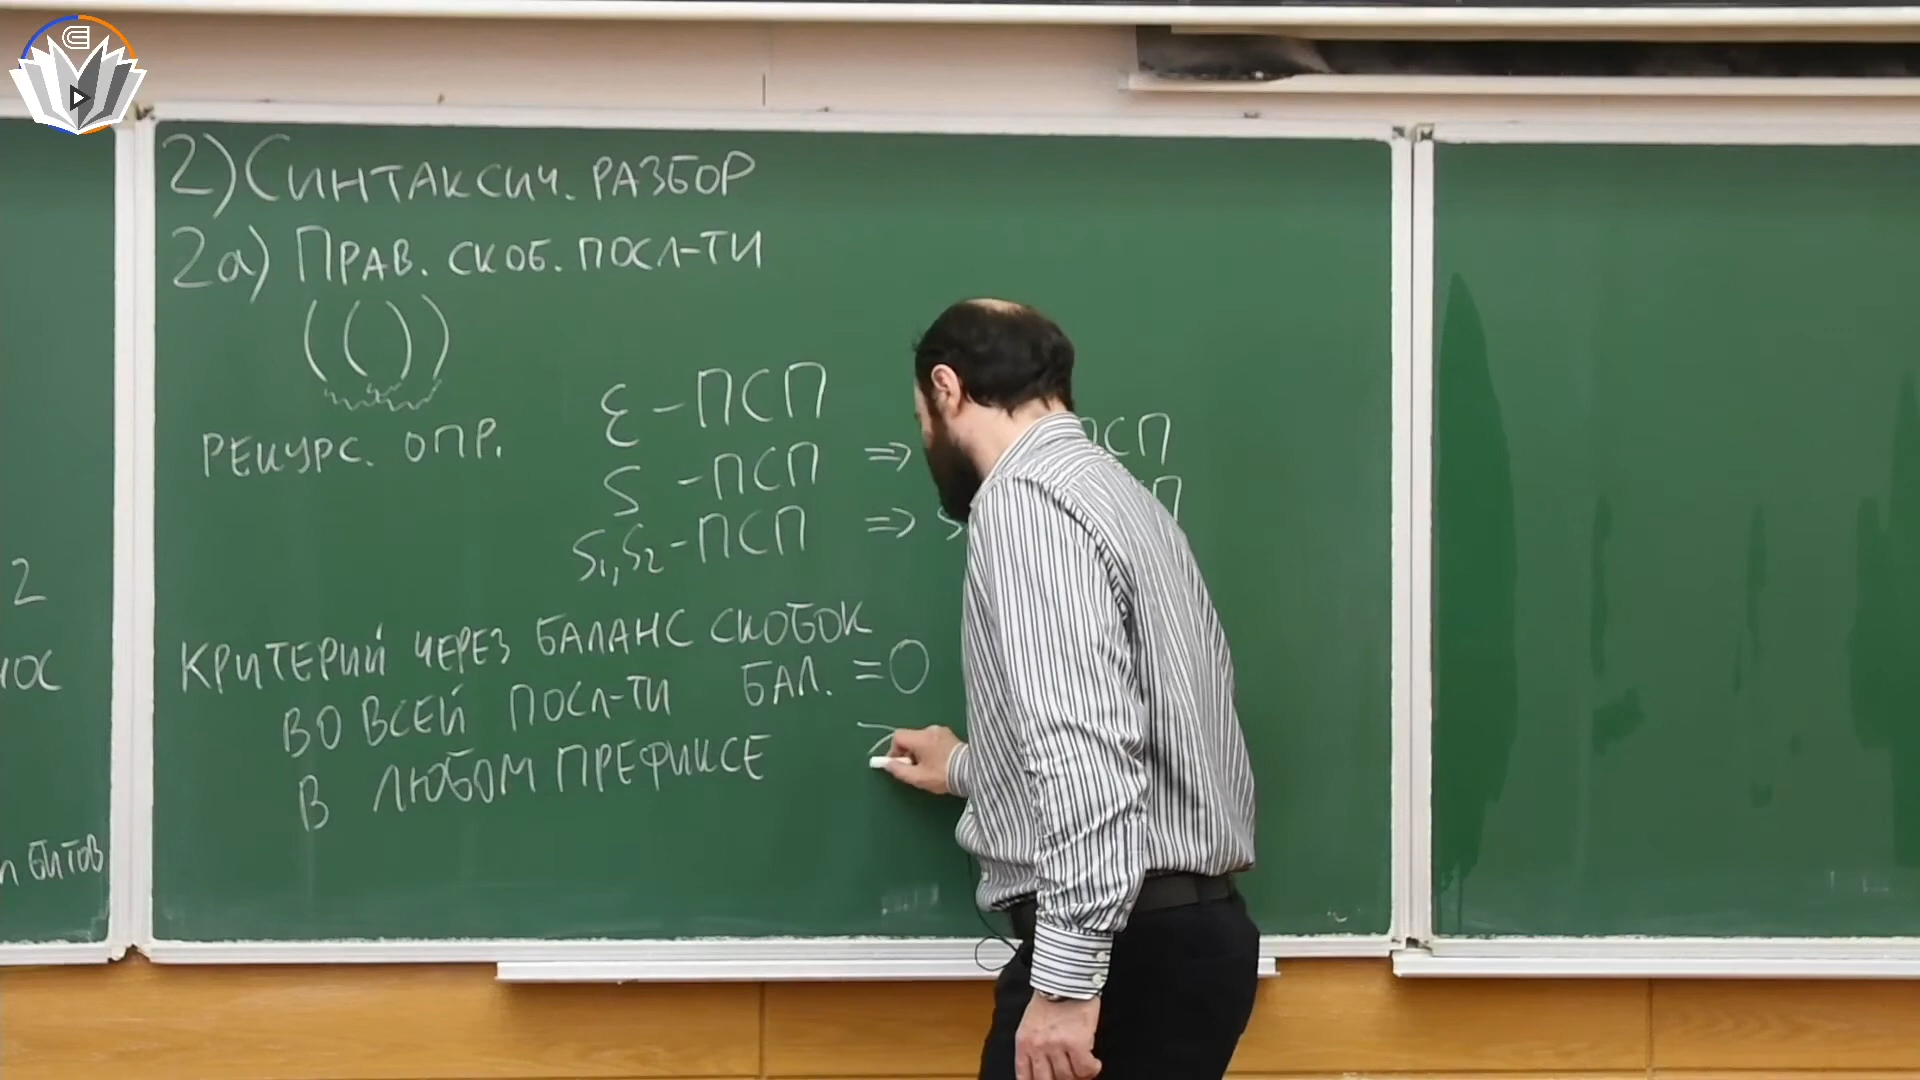 2) Синтаксич. разбор
2а) Прав. скоб. посл-ти
(())
рекурс. опр.
ε - ПСП
S - ПСП ⇒ ПСП
S₁, S₂ - ПСП ⇒ S П
Критерий через баланс скобок
во всей посл-ти бал. = 0
в любом префиксе ≥
2
битов